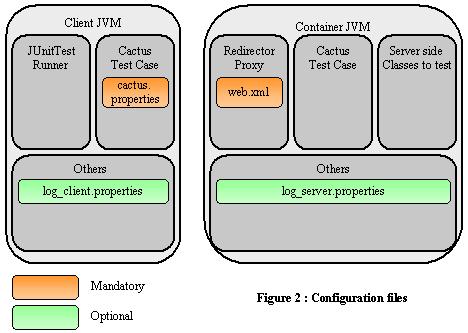 Client JVM
JUnitTest
Runner
Cactus
Test Case
cactus.
properties
Others
log_client.properties
Container JVM
Redirector
Proxy
web.xml
Cactus
Test Case
Server side
Classes to test
Others
log_server.properties
Mandatory
Optional
Figure 2 : Configuration files